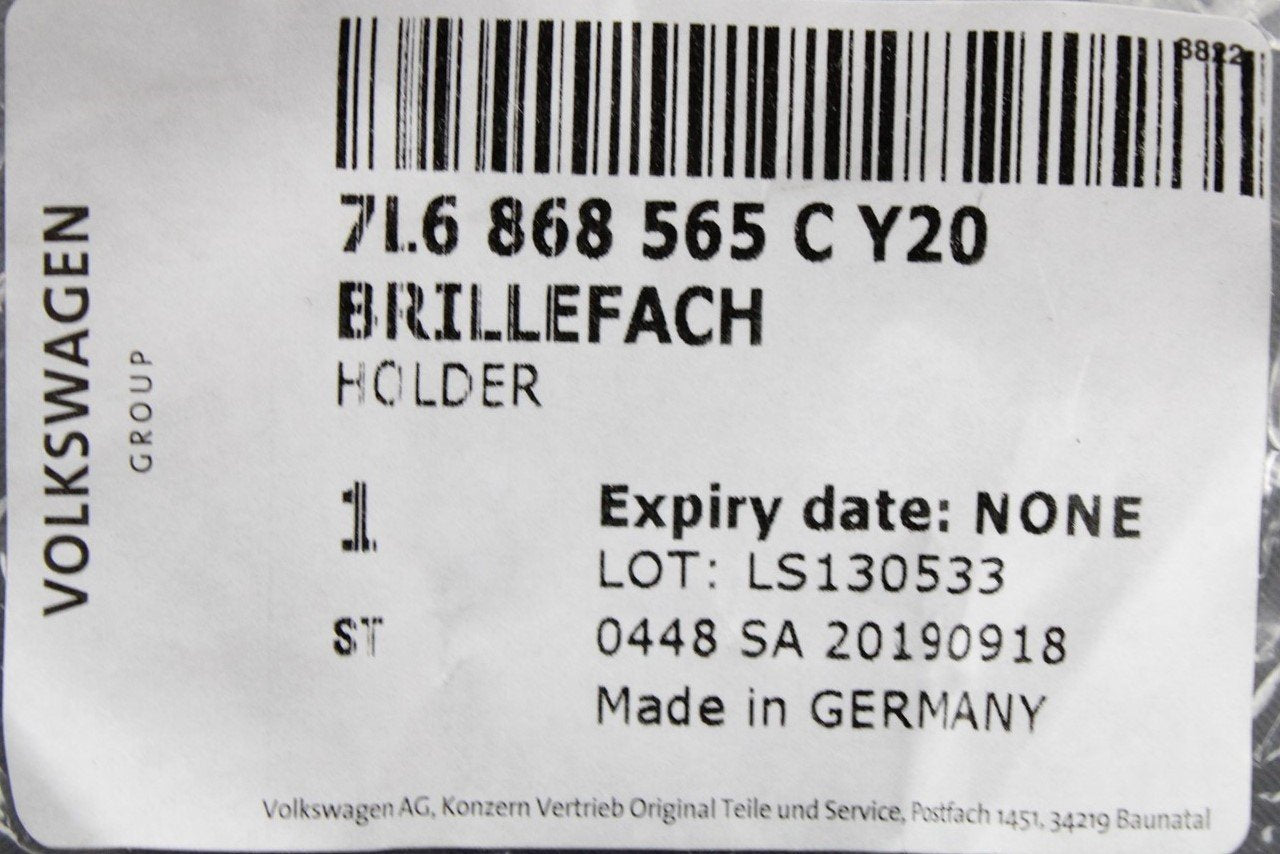 VOLKSWAGEN
GROUP
3822
7L6 868 565 C Y20
BRILLEFACH
HOLDER
1
Expiry date: NONE
LOT: LS130533
ST
0448 SA 20190918
Made in GERMANY
Volkswagen AG, Konzern Vertrieb Original Teile und Service, Postfach 1451, 34219 Baunatal